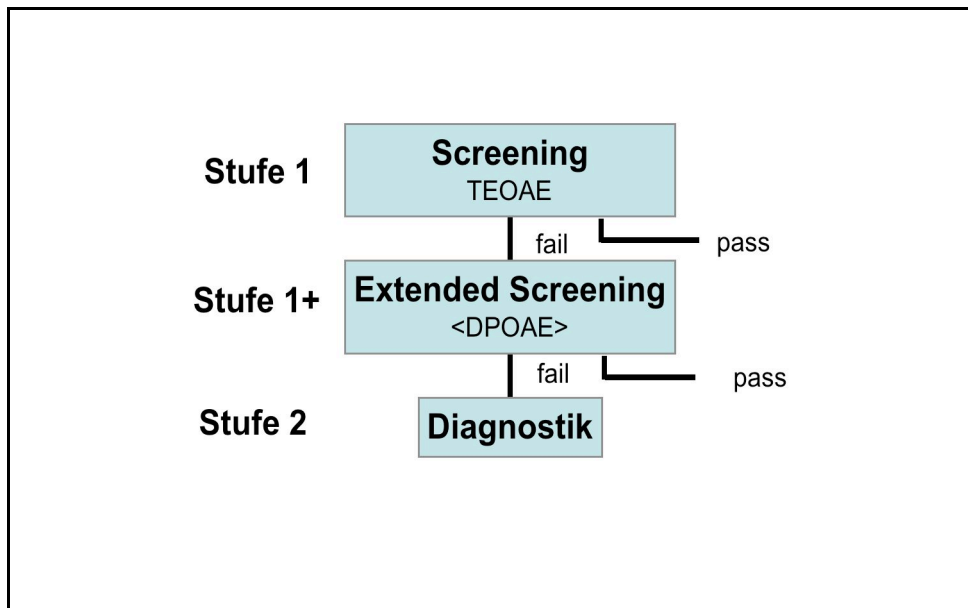 Stufe 1
Screening
TEOAE
fail
pass
Stufe 1+
Extended Screening
<DPOAE>
fail
pass
Stufe 2
Diagnostik